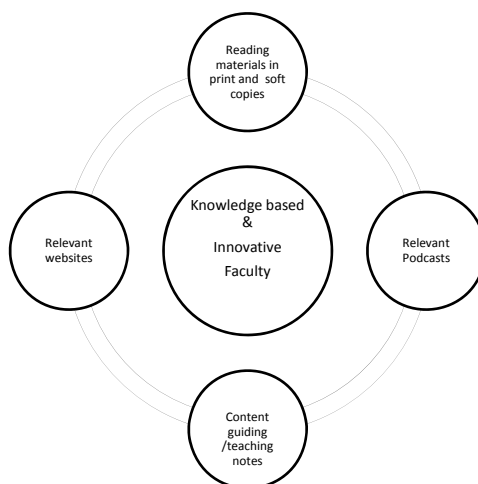 Reading
materials in
print and soft
copies
Knowledge based
&
Innovative
Faculty
Relevant
websites
Relevant
Podcasts
Content
guiding
/teaching
notes